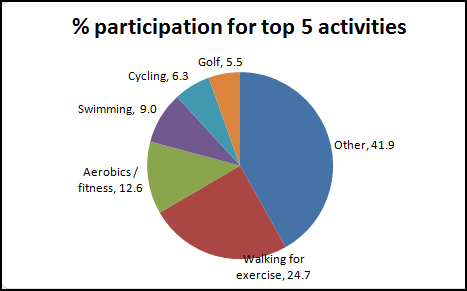 % participation for top 5 activities
Golf, 5.5
Cycling, 6.3
Swimming, 9.0
Other, 41.9
Aerobics /
fitness, 12.6
Walking for
exercise, 24.7